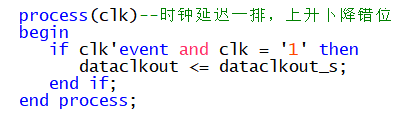 process(clk)--时钟延迟一排，上升卜降错位
begin
if clk'event and clk = '1' then
dataclkout <= dataclkout_s;
end if;
end process;